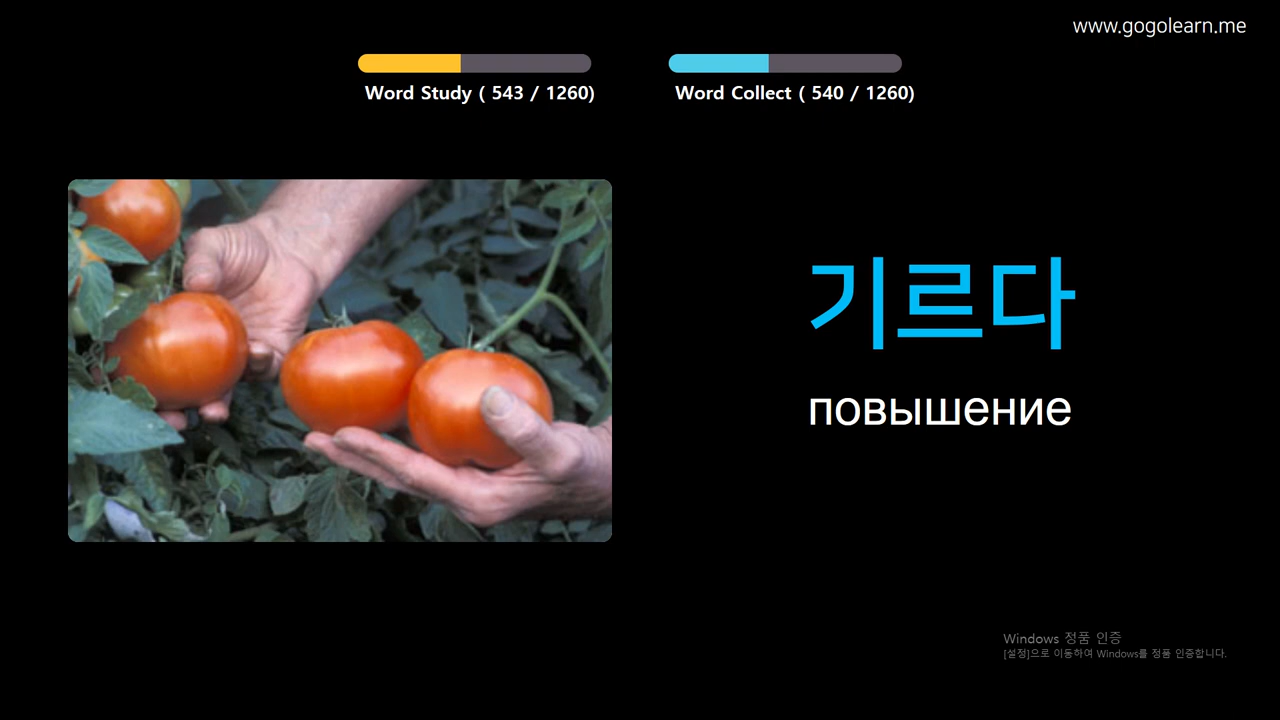 www.gogolearn.me
Word Study ( 543 / 1260)
Word Collect ( 540 / 1260)
기르다
повышение
Windows 정품 인증
[설정]으로 이동하여 Windows를 정품 인증합니다.